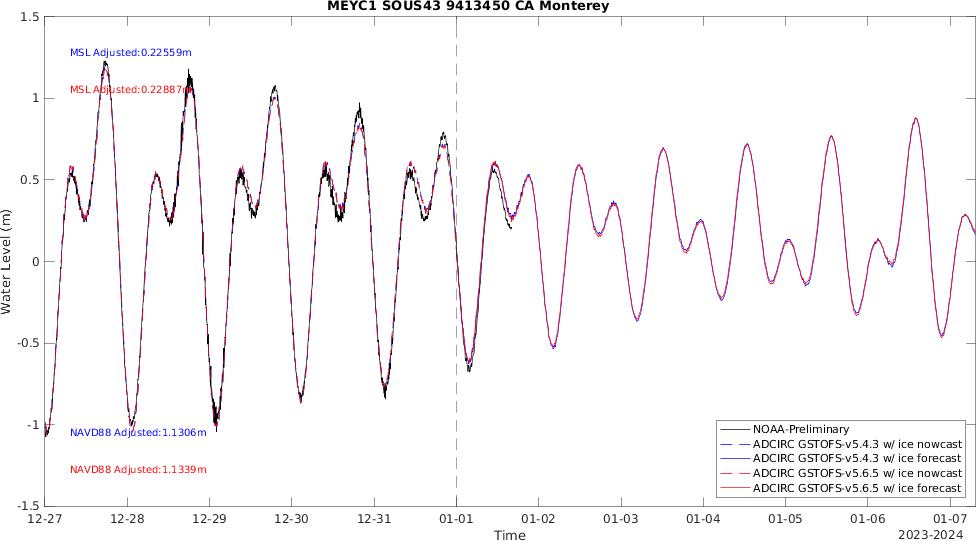 MEYC1 SOUS43 9413450 CA Monterey
1.5
1
0.5
0
-0.5
-1
-1.5
Water Level (m)
MSL Adjusted:0.22559m
MSL Adjusted:0.22887m
NAVD88 Adjusted:1.1306m
NAVD88 Adjusted:1.1339m
NOAA-Preliminary
ADCIRC GSTOFS-v5.4.3 w/ ice nowcast
ADCIRC GSTOFS-v5.4.3 w/ ice forecast
ADCIRC GSTOFS-v5.6.5 w/ ice nowcast
ADCIRC GSTOFS-v5.6.5 w/ ice forecast
12-27 12-28 12-29 12-30 12-31 01-01 01-02 01-03 01-04 01-05 01-06 01-07
Time
2023-2024